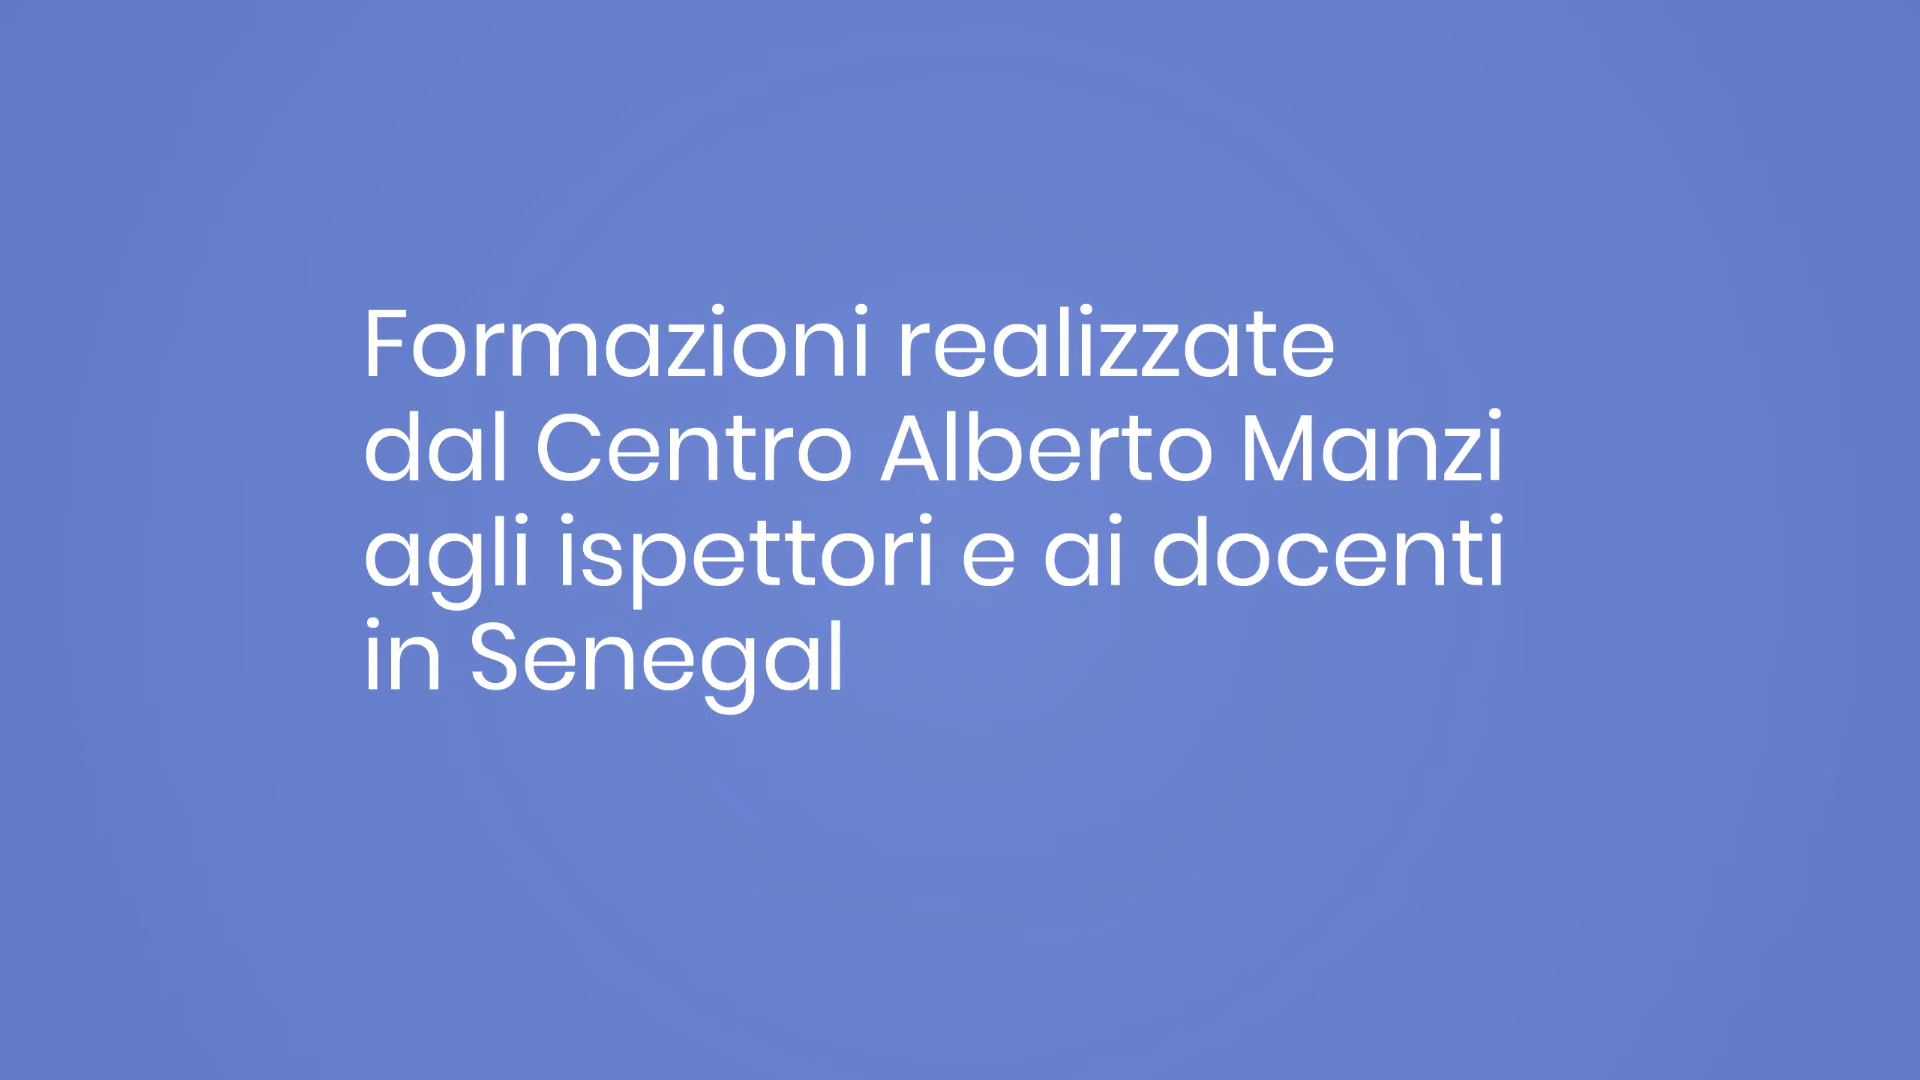 Formazioni realizzate
dal Centro Alberto Manzi
agli ispettori e ai docenti
in Senegal